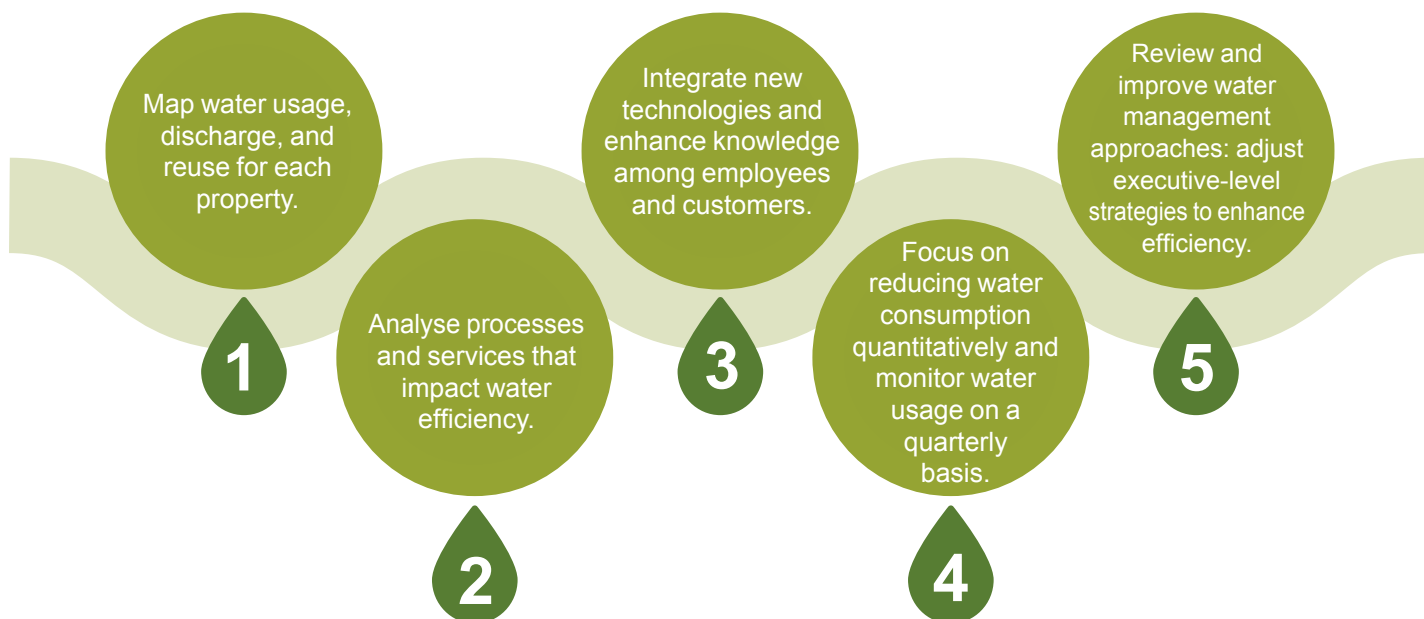 Map water usage,
discharge, and
reuse for each
property.
1
Analyse processes
and services that
impact water
efficiency.
2
Integrate new
technologies and
enhance knowledge
among employees
and customers.
3
Focus on
reducing water
consumption
quantitatively and
monitor water
usage on a
quarterly
basis.
4
Review and
improve water
management
approaches: adjust
executive-level
strategies to enhance
efficiency.
5